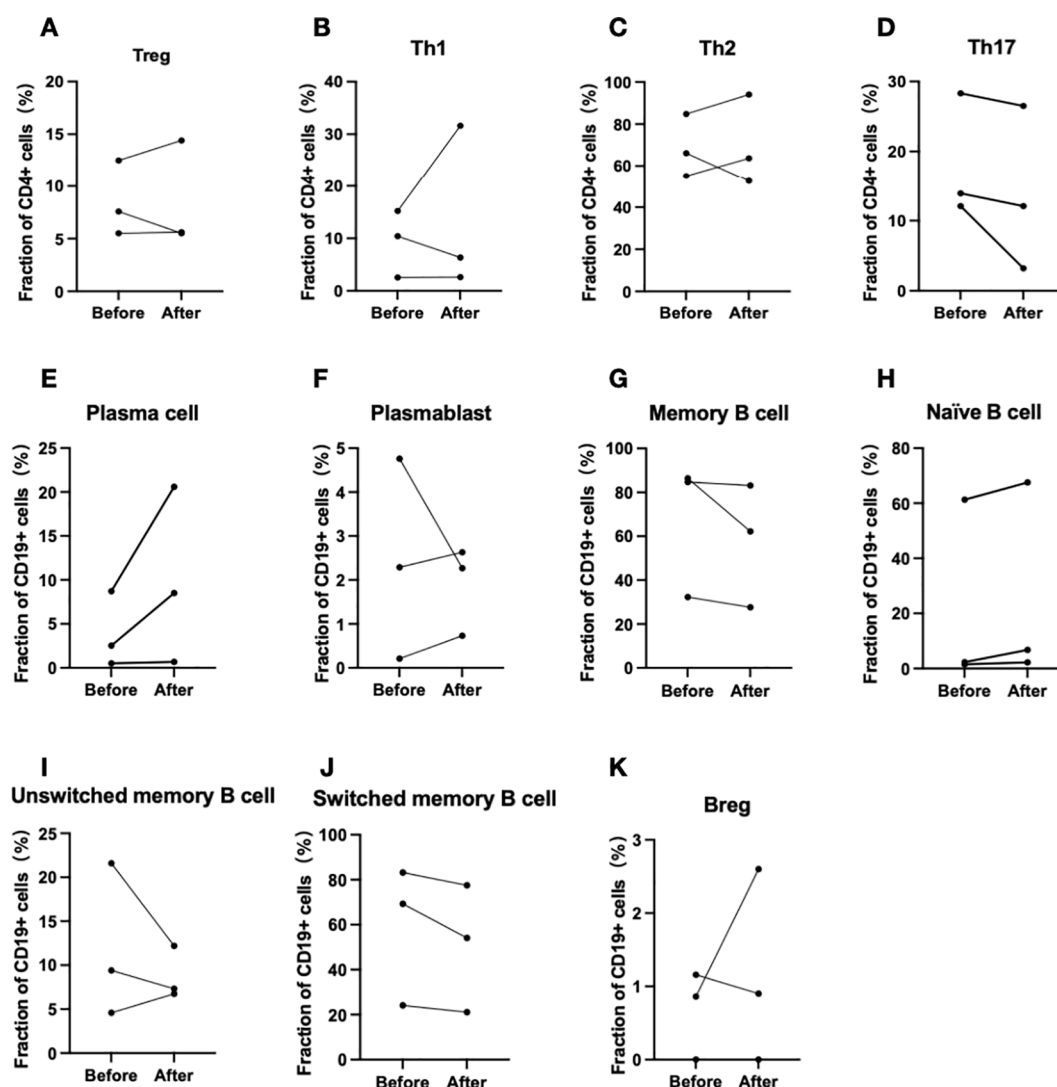 A
B
C
D
Treg
Th1
Th2
Th17
Fraction of CD4+ cells (%)
20
15
10
5
0
Before After
Fraction of CD4+ cells (%)
40
30
20
10
0
Before After
Fraction of CD4+ cells (%)
100
80
60
40
20
0
Before After
Fraction of CD4+ cells (%)
30
20
10
0
Before After
E
F
G
H
Plasma cell
Plasmablast
Memory B cell
Naïve B cell
Fraction of CD19+ cells (%)
25
20
15
10
5
0
Before After
Fraction of CD19+ cells (%)
5
4
3
2
1
0
Before After
Fraction of CD19+ cells (%)
100
80
60
40
20
0
Before After
Fraction of CD19+ cells (%)
80
60
40
20
0
Before After
I
J
K
Unswitched memory B cell
Switched memory B cell
Breg
Fraction of CD19+ cells (%)
25
20
15
10
5
0
Before After
Fraction of CD19+ cells (%)
100
80
60
40
20
0
Before After
Fraction of CD19+ cells (%)
3
2
1
0
Before After